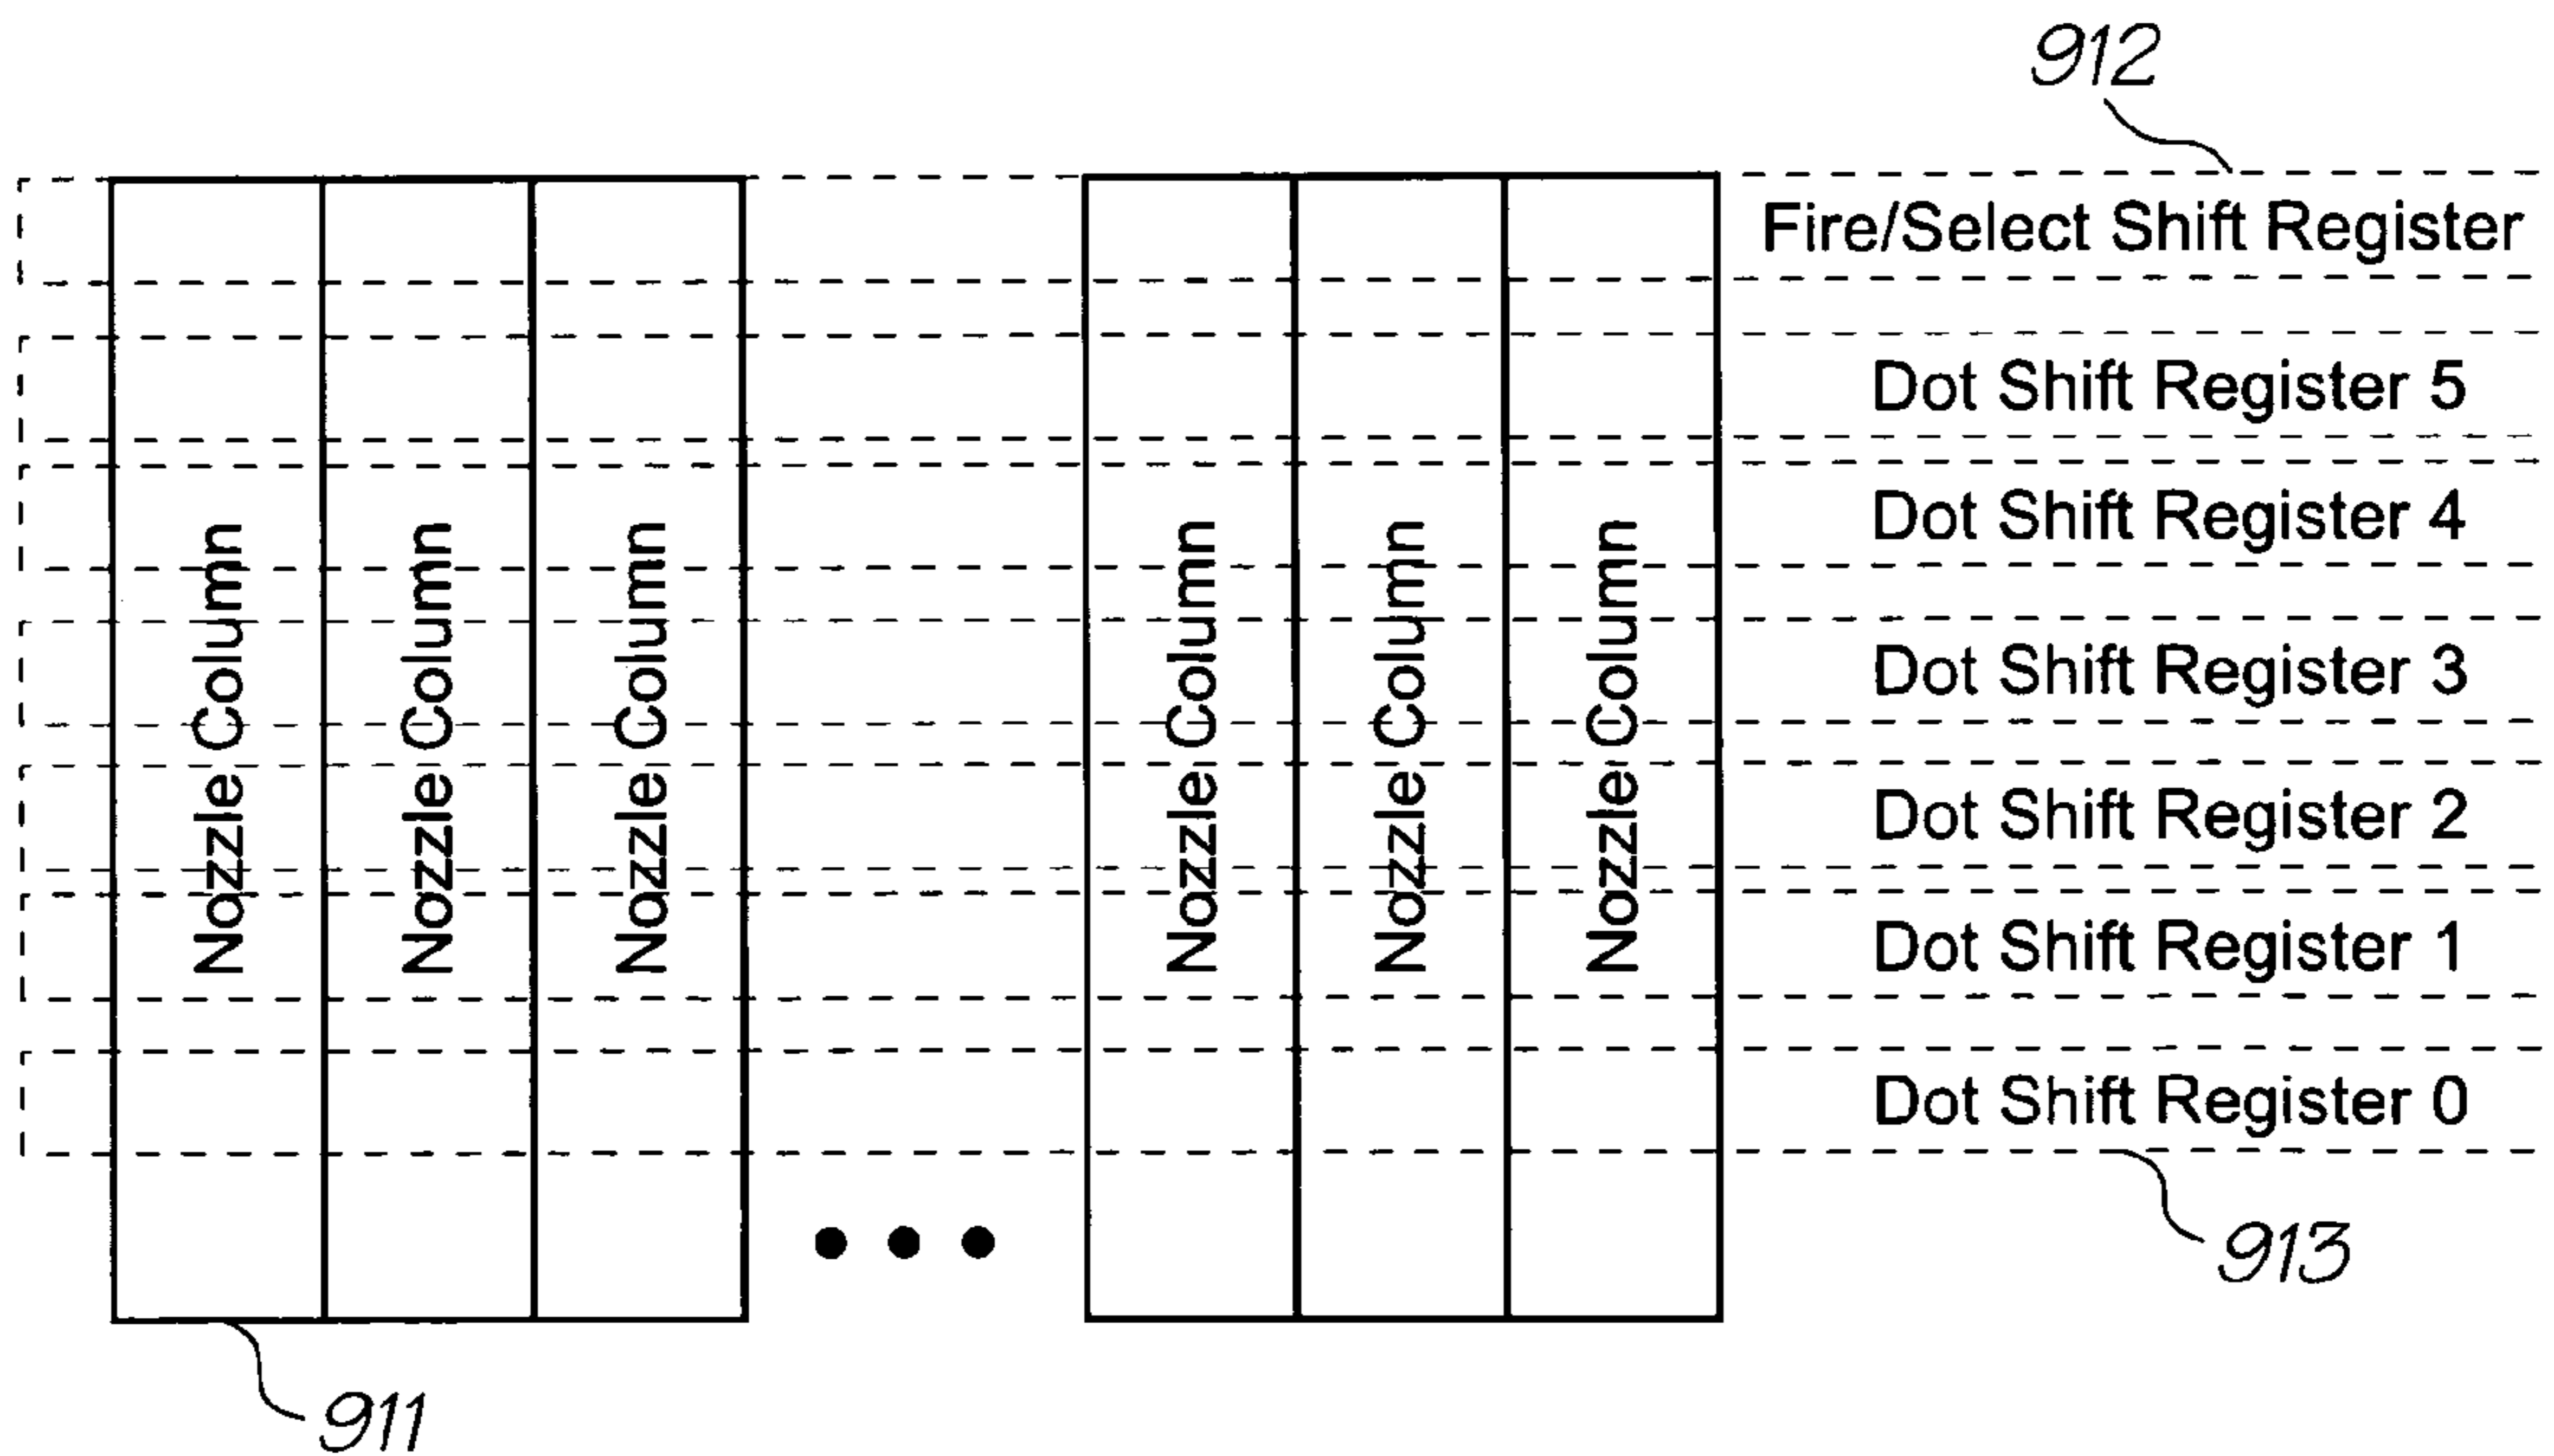 912
Fire/Select Shift Register
Dot Shift Register 5
Dot Shift Register 4
Dot Shift Register 3
Dot Shift Register 2
Dot Shift Register 1
Dot Shift Register 0
Nozzle Column
Nozzle Column
Nozzle Column
Nozzle Column
Nozzle Column
Nozzle Column
913
911